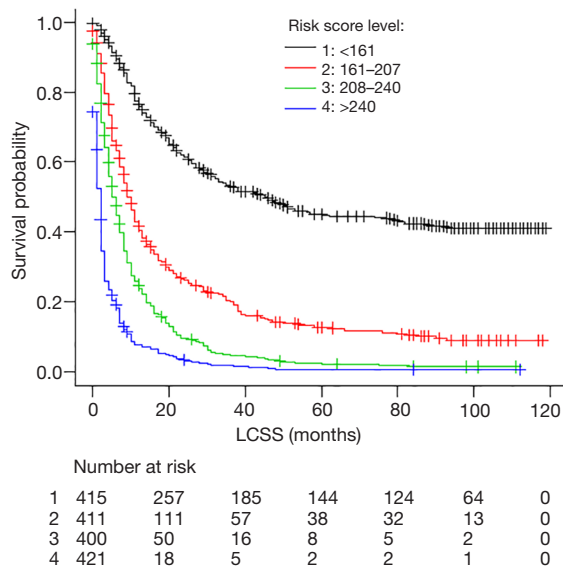 Risk score level:
1: <161
2: 161–207
3: 208–240
4: >240
Survival probability
1.0
0.8
0.6
0.4
0.2
0.0
0 20 40 60 80 100 120
LCSS (months)
Number at risk
1 415 257 185 144 124 64 0
2 411 111 57 38 32 13 0
3 400 50 16 8 5 2 0
4 421 18 5 2 2 1 0